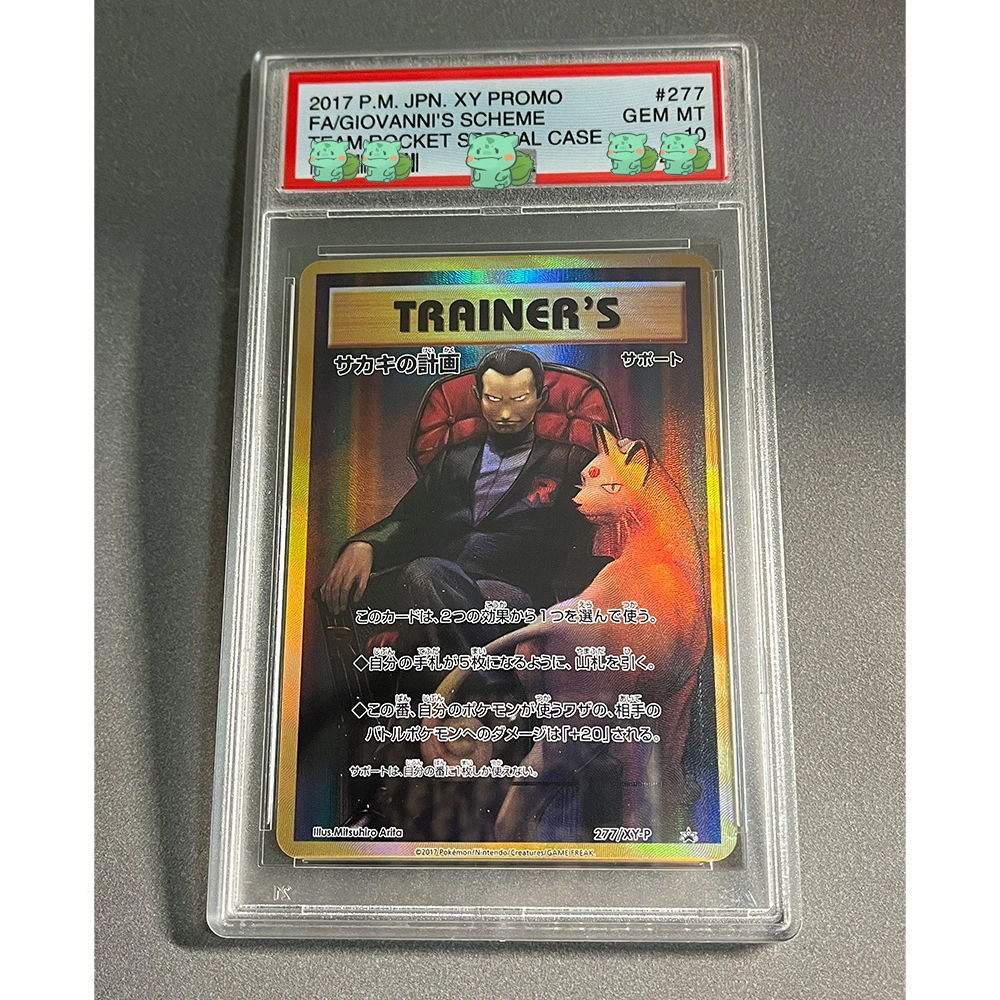 2017 P.M. JPN. XY PROMO #277
FA/GIOVANNI'S SCHEME GEM MT
TEAM ROCKET SPECIAL CASE 10
TRAINER'S
サカキの計画 サポート
このカードは、2つの効果から1つを選んで使う。
◆自分の手札が5枚になるように、山札を引く。
◆この番、自分のポケモンが使うワザの、相手の
バトルポケモンへのダメージは「+20」される。
サポートは、自分の番に1枚しか使えない。
Illus.Mitsuhiro Arita 277/XY-P
©2017 Pokémon/Nintendo/Creatures/GAME FREAK.